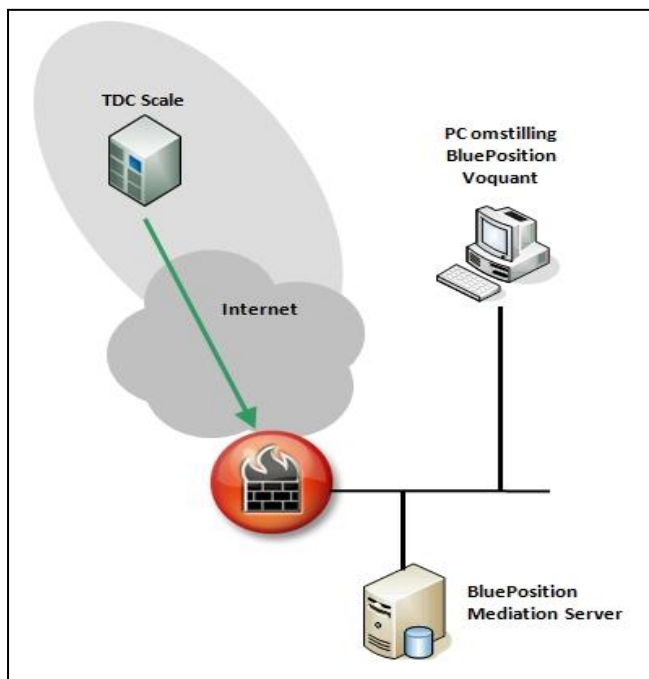 TDC Scale
PC omstilling
BluePosition
Voquant
Internet
BluePosition
Mediation Server